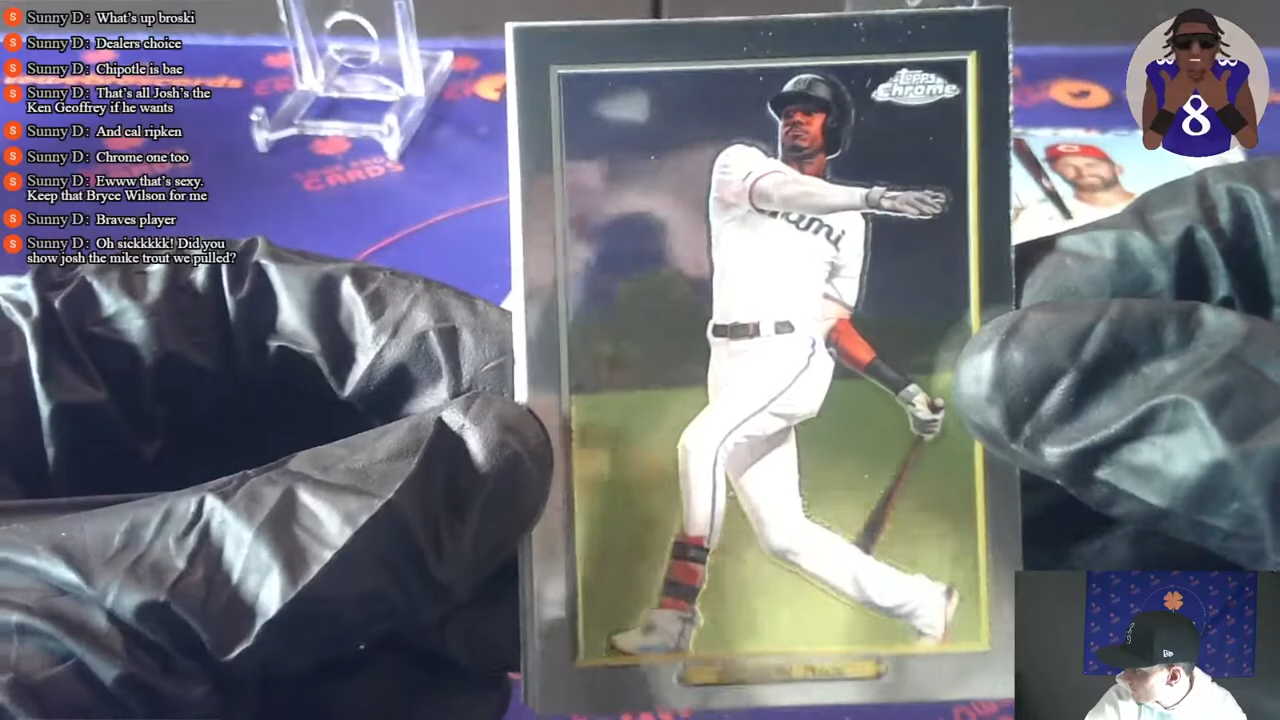 Sunny D: What's up broski
Sunny D: Dealers choice
Sunny D: Chipotle is bae
Sunny D: That's all Josh's the
Ken Geoffrey if he wants
Sunny D: And cal ripken
Sunny D: Chrome one too
Sunny D: Ewww that's sexy.
Keep that Bryce Wilson for me
Sunny D: Braves player
Sunny D: Oh sickkkkk! Did you
show josh the mike trout we pulled?
Topps
Chrome
CARDS
8